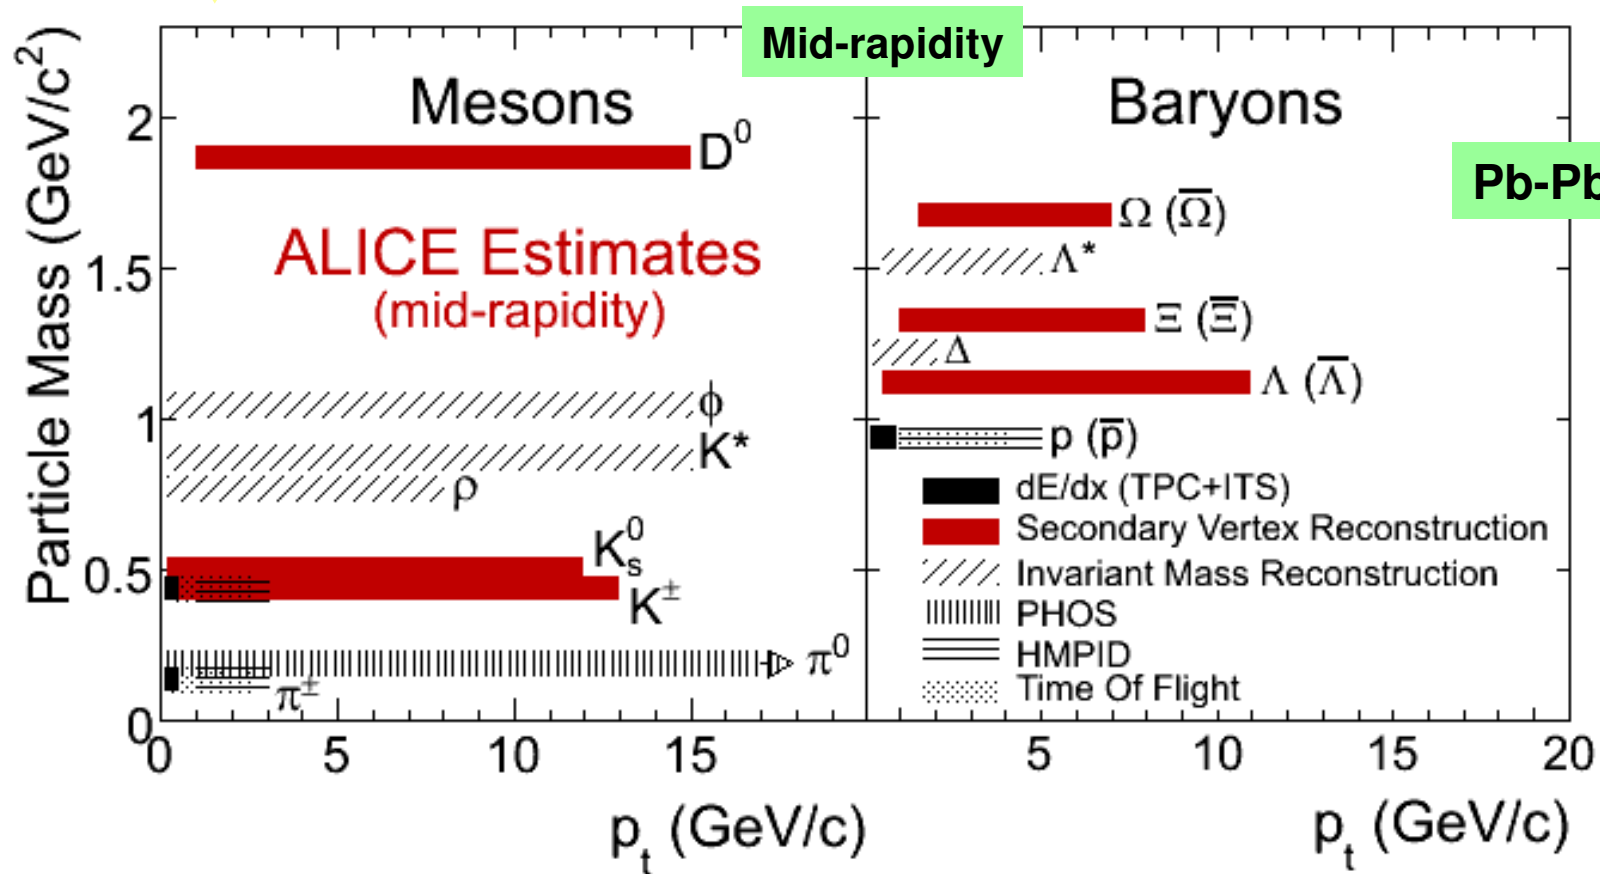 Mid-rapidity
Mesons
Baryons
Pb-Pb
Particle Mass (GeV/c²)
2
1.5
1
0.5
0
D⁰
ALICE Estimates
(mid-rapidity)
ϕ
K*
ρ
K⁰ₛ
K±
π⁰
π±
Ω (Ω̅)
Λ*
Ξ (Ξ̅)
Δ
Λ (Λ̅)
p (p̅)
dE/dx (TPC+ITS)
Secondary Vertex Reconstruction
Invariant Mass Reconstruction
PHOS
HMPID
Time Of Flight
0 5 10 15
5 10 15 20
pₜ (GeV/c)
pₜ (GeV/c)